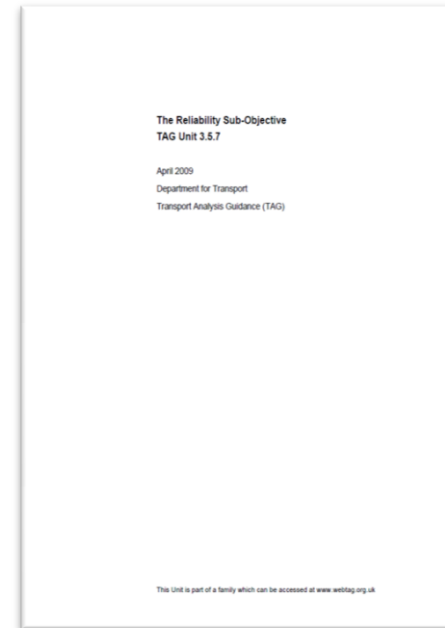 The Reliability Sub-Objective
TAG Unit 3.5.7
April 2009
Department for Transport
Transport Analysis Guidance (TAG)
This Unit is part of a family which can be accessed at www.webtag.org.uk